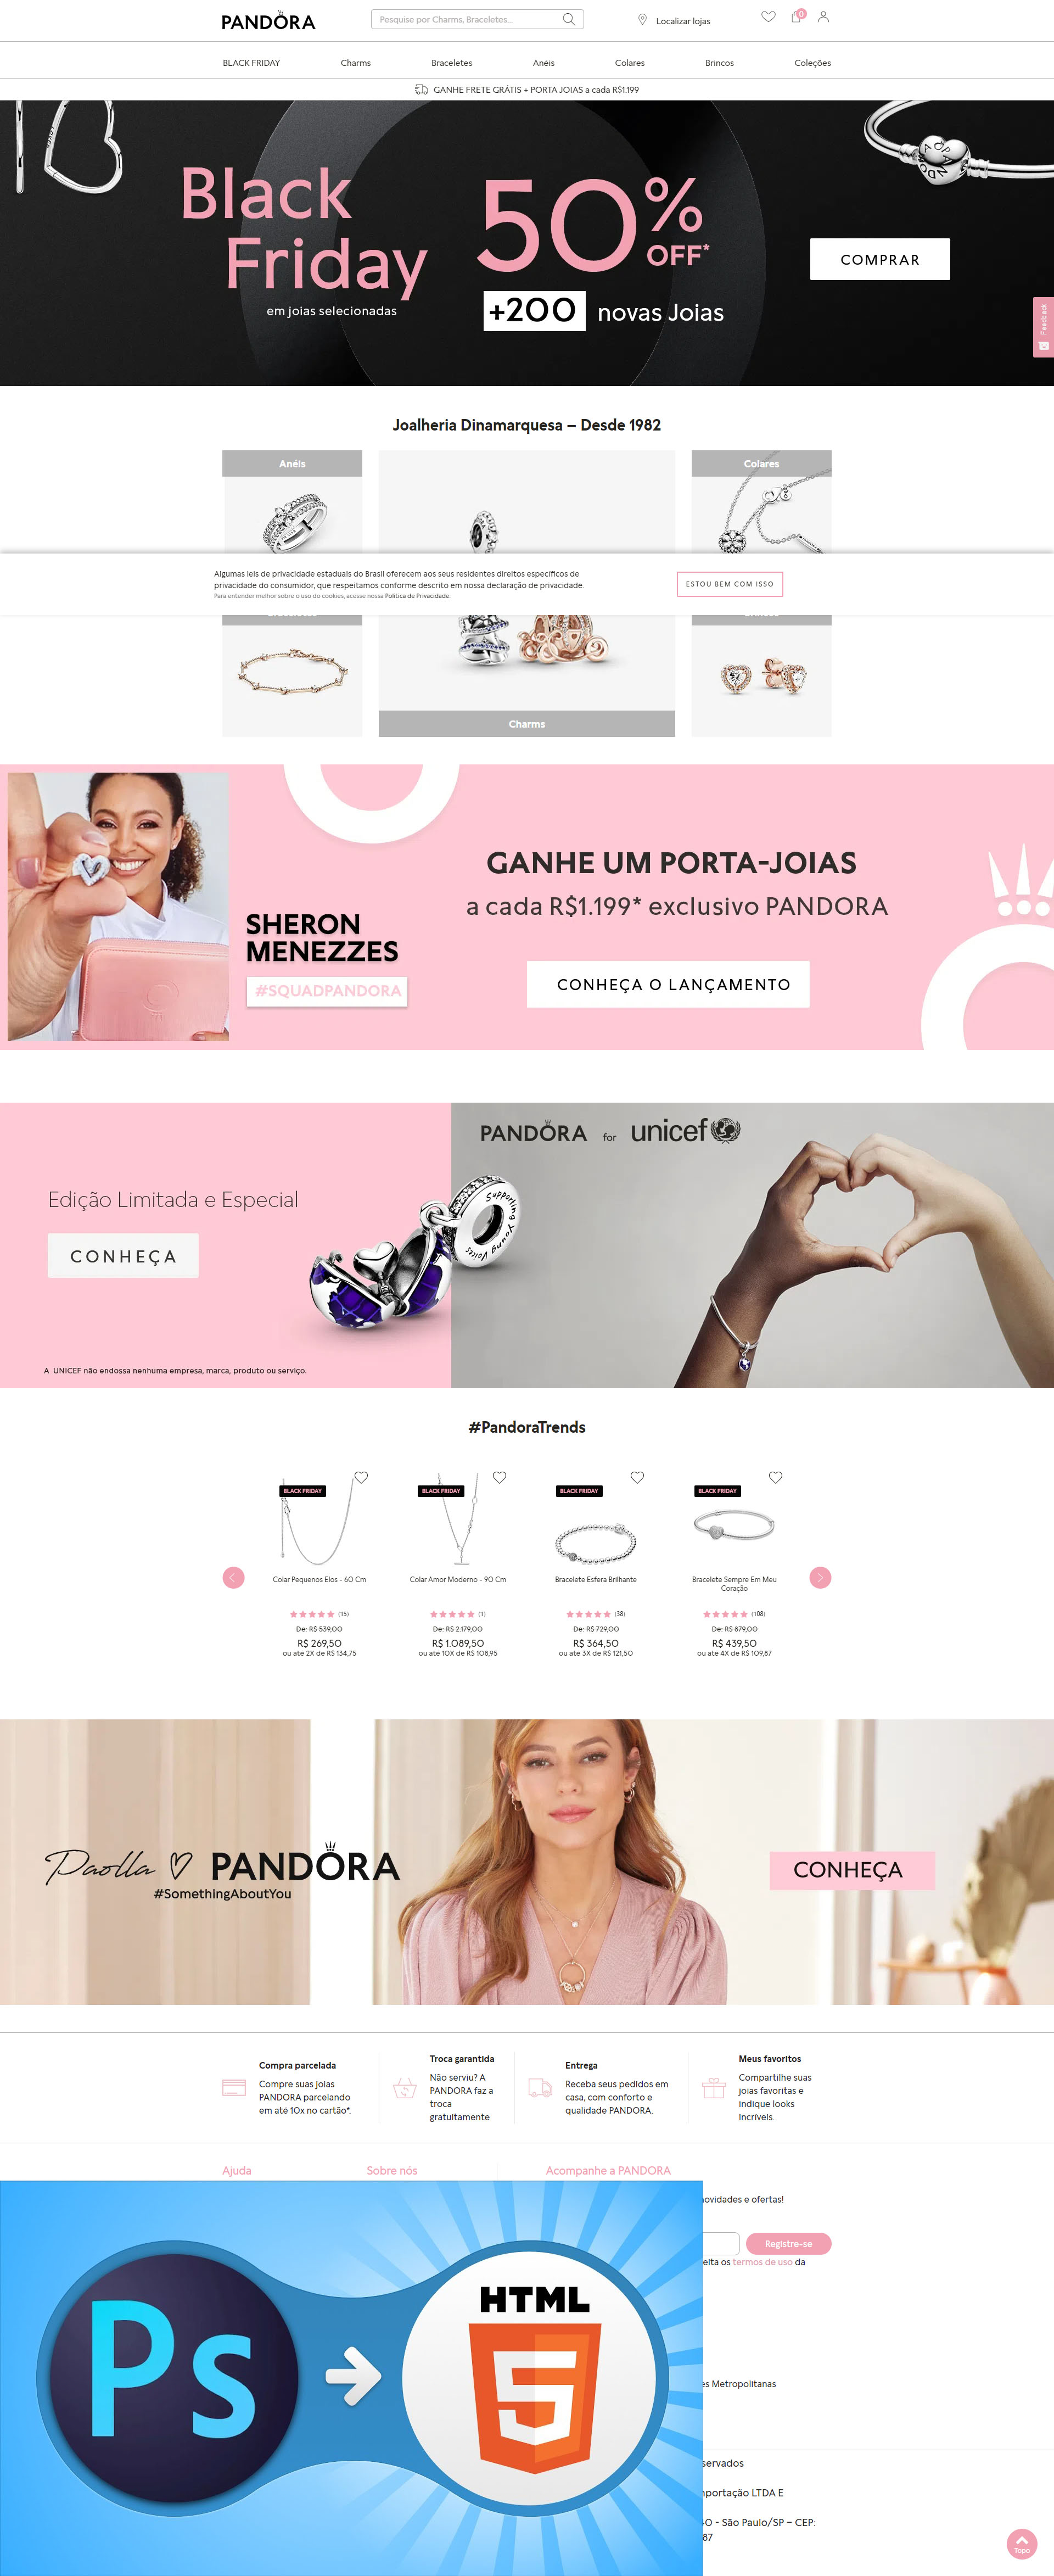 PANDORA
Pesquise por Charms, Braceletes...
Localizar lojas
0
BLACK FRIDAY
Charms
Braceletes
Anéis
Colares
Brincos
Coleções
GANHE FRETE GRÁTIS + PORTA JOIAS a cada R$1.199
Black
Friday
em joias selecionadas
50%
OFF*
+200 novas Joias
COMPRAR
Feedback
Joalheria Dinamarquesa – Desde 1982
Anéis
Colares
Algumas leis de privacidade estaduais do Brasil oferecem aos seus residentes direitos específicos de
privacidade do consumidor, que respeitamos conforme descrito em nossa declaração de privacidade.
Para entender melhor sobre o uso do cookies, acesse nossa Política de Privacidade.
ESTOU BEM COM ISSO
Charms
SHERON
MENEZZES
#SQUADPANDORA
GANHE UM PORTA-JOIAS
a cada R$1.199* exclusivo PANDORA
CONHEÇA O LANÇAMENTO
PANDORA for unicef
Edição Limitada e Especial
CONHEÇA
Supporting Young Voices
A UNICEF não endossa nenhuma empresa, marca, produto ou serviço.
#PandoraTrends
BLACK FRIDAY
BLACK FRIDAY
BLACK FRIDAY
BLACK FRIDAY
Colar Pequenos Elos - 60 Cm
(15)
De: R$ 539,00
R$ 269,50
ou até 2X de R$ 134,75
Colar Amor Moderno - 90 Cm
(1)
De: R$ 2.179,00
R$ 1.089,50
ou até 10X de R$ 108,95
Bracelete Esfera Brilhante
(38)
De: R$ 729,00
R$ 364,50
ou até 3X de R$ 121,50
Bracelete Sempre Em Meu
Coração
(108)
De: R$ 879,00
R$ 439,50
ou até 4X de R$ 109,87
Paolla PANDORA
#SomethingAboutYou
CONHEÇA
Compra parcelada
Compre suas joias
PANDORA parcelando
em até 10x no cartão*.
Troca garantida
Não serviu? A
PANDORA faz a
troca
gratuitamente
Entrega
Receba seus pedidos em
casa, com conforto e
qualidade PANDORA.
Meus favoritos
Compartilhe suas
joias favoritas e
indique looks
incríveis.
Ajuda
Sobre nós
Acompanhe a PANDORA
novidades e ofertas!
Registre-se
eita os termos de uso da
es Metropolitanas
servados
mportação LTDA E
40 - São Paulo/SP – CEP:
87
Topo
Ps
HTML
5